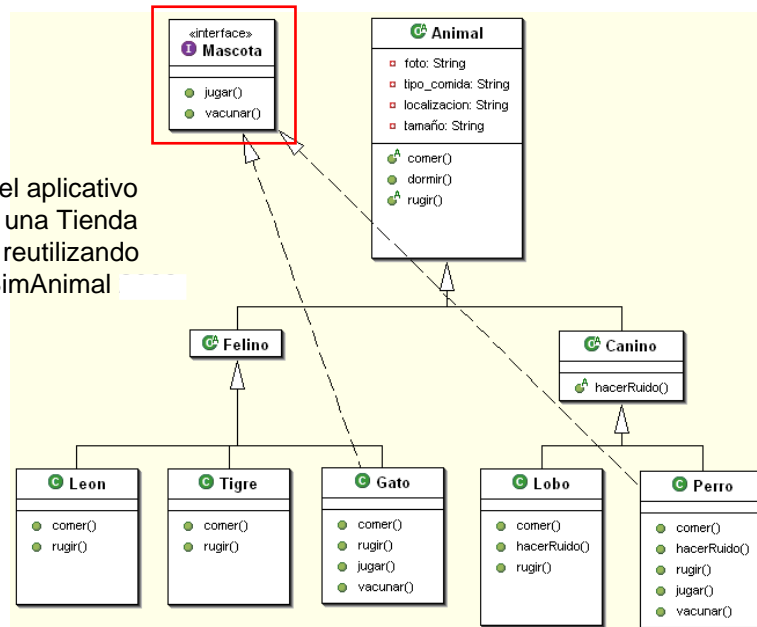 «interface»
Mascota
jugar()
vacunar()
Animal
foto: String
tipo_comida: String
localizacion: String
tamaño: String
comer()
dormir()
rugir()
el aplicativo
una Tienda
reutilizando
SimAnimal
Felino
Canino
hacerRuido()
Leon
comer()
rugir()
Tigre
comer()
rugir()
Gato
comer()
rugir()
jugar()
vacunar()
Lobo
comer()
hacerRuido()
rugir()
Perro
comer()
hacerRuido()
rugir()
jugar()
vacunar()